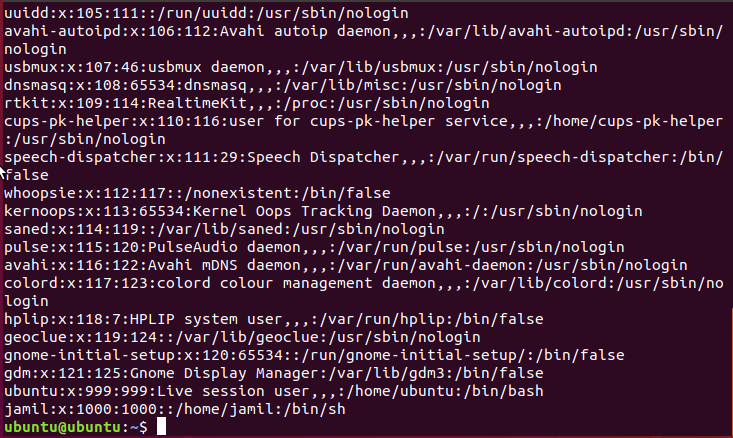 uuidd:x:105:111::/run/uuidd:/usr/sbin/nologin
avahi-autoipd:x:106:112:Avahi autoip daemon,,,:/var/lib/avahi-autoipd:/usr/sbin/
nologin
usbmux:x:107:46:usbmux daemon,,,:/var/lib/usbmux:/usr/sbin/nologin
dnsmasq:x:108:65534:dnsmasq,,,:/var/lib/misc:/usr/sbin/nologin
rtkit:x:109:114:RealtimeKit,,,:/proc:/usr/sbin/nologin
cups-pk-helper:x:110:116:user for cups-pk-helper service,,,:/home/cups-pk-helper
:/usr/sbin/nologin
speech-dispatcher:x:111:29:Speech Dispatcher,,,:/var/run/speech-dispatcher:/bin/
false
whoopsie:x:112:117::/nonexistent:/bin/false
kernoops:x:113:65534:Kernel Oops Tracking Daemon,,,:/:/usr/sbin/nologin
saned:x:114:119::/var/lib/saned:/usr/sbin/nologin
pulse:x:115:120:PulseAudio daemon,,,:/var/run/pulse:/usr/sbin/nologin
avahi:x:116:122:Avahi mDNS daemon,,,:/var/run/avahi-daemon:/usr/sbin/nologin
colord:x:117:123:colord colour management daemon,,,:/var/lib/colord:/usr/sbin/no
login
hplip:x:118:7:HPLIP system user,,,:/var/run/hplip:/bin/false
geoclue:x:119:124::/var/lib/geoclue:/usr/sbin/nologin
gnome-initial-setup:x:120:65534::/run/gnome-initial-setup/:/bin/false
gdm:x:121:125:Gnome Display Manager:/var/lib/gdm3:/bin/false
ubuntu:x:999:999:Live session user,,,:/home/ubuntu:/bin/bash
jamil:x:1000:1000::/home/jamil:/bin/sh
ubuntu@ubuntu:~$